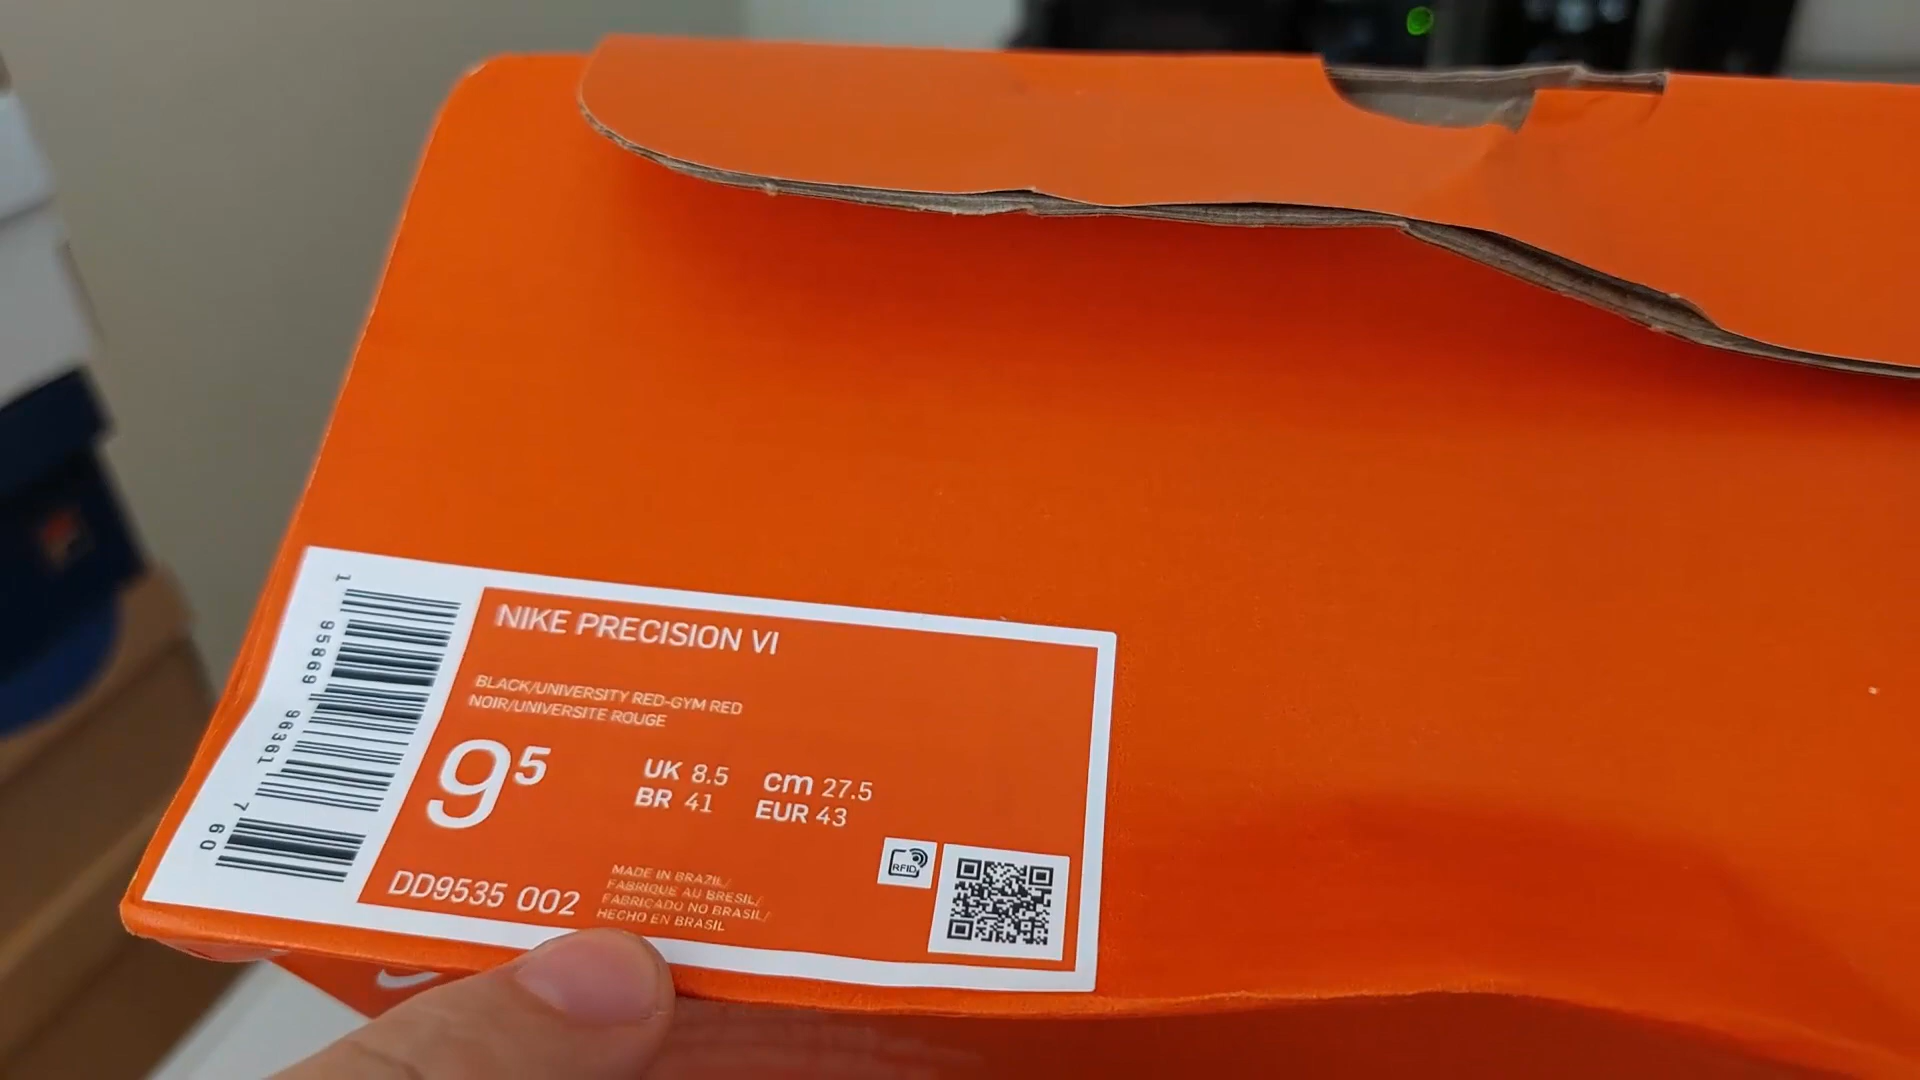 NIKE PRECISION VI
BLACK/UNIVERSITY RED-GYM RED
NOIR/UNIVERSITE ROUGE
9⁵
UK 8.5 cm 27.5
BR 41 EUR 43
DD9535 002
MADE IN BRAZIL/
FABRIQUE AU BRESIL/
FABRICADO NO BRASIL/
HECHO EN BRASIL
RFID
1 95869 96361 7 60